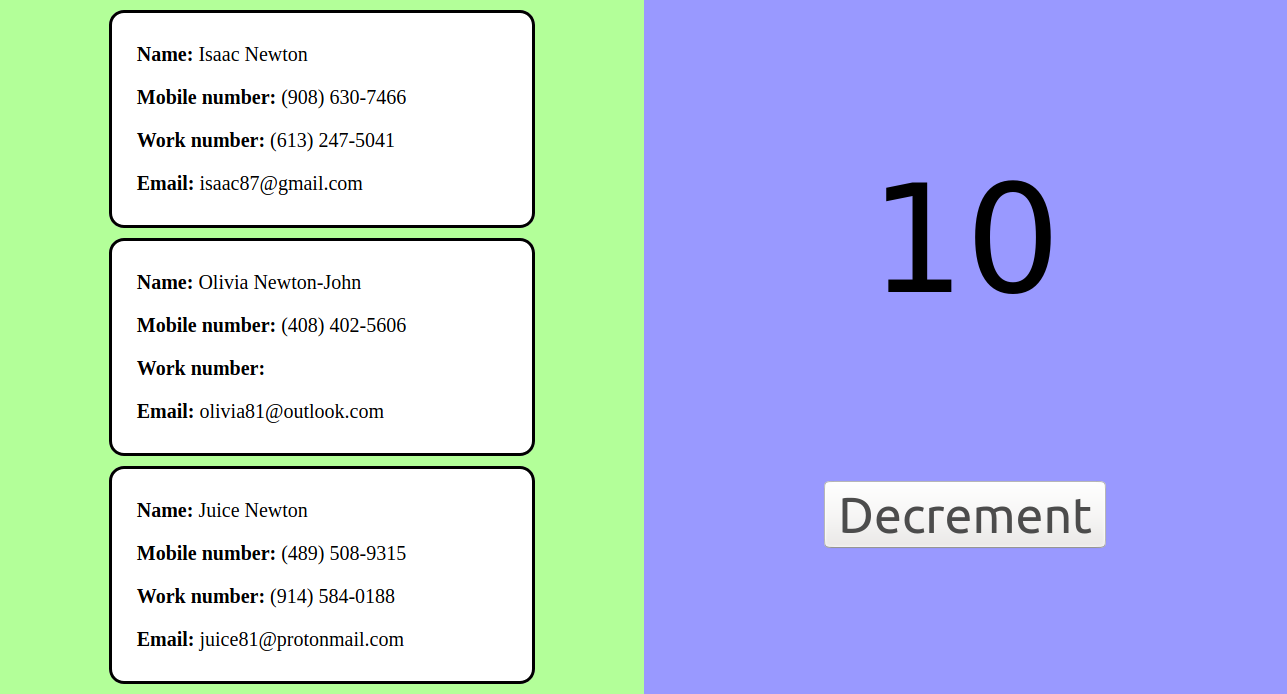 Name: Isaac Newton
Mobile number: (908) 630-7466
Work number: (613) 247-5041
Email: isaac87@gmail.com
Name: Olivia Newton-John
Mobile number: (408) 402-5606
Work number:
Email: olivia81@outlook.com
Name: Juice Newton
Mobile number: (489) 508-9315
Work number: (914) 584-0188
Email: juice81@protonmail.com
10
Decrement